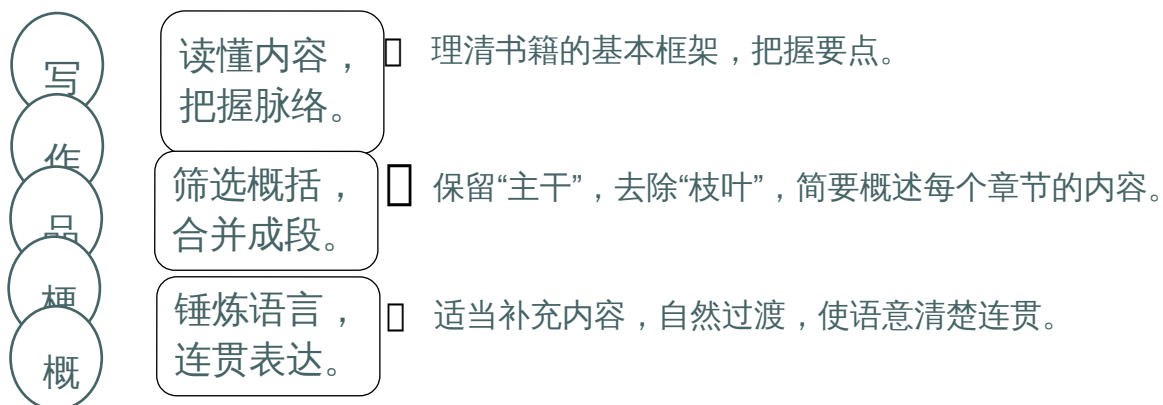 写
作
品
梗
概
读懂内容，
把握脉络。
理清书籍的基本框架，把握要点。
筛选概括，
合并成段。
保留“主干”，去除“枝叶”，简要概述每个章节的内容。
锤炼语言，
连贯表达。
适当补充内容，自然过渡，使语意清楚连贯。